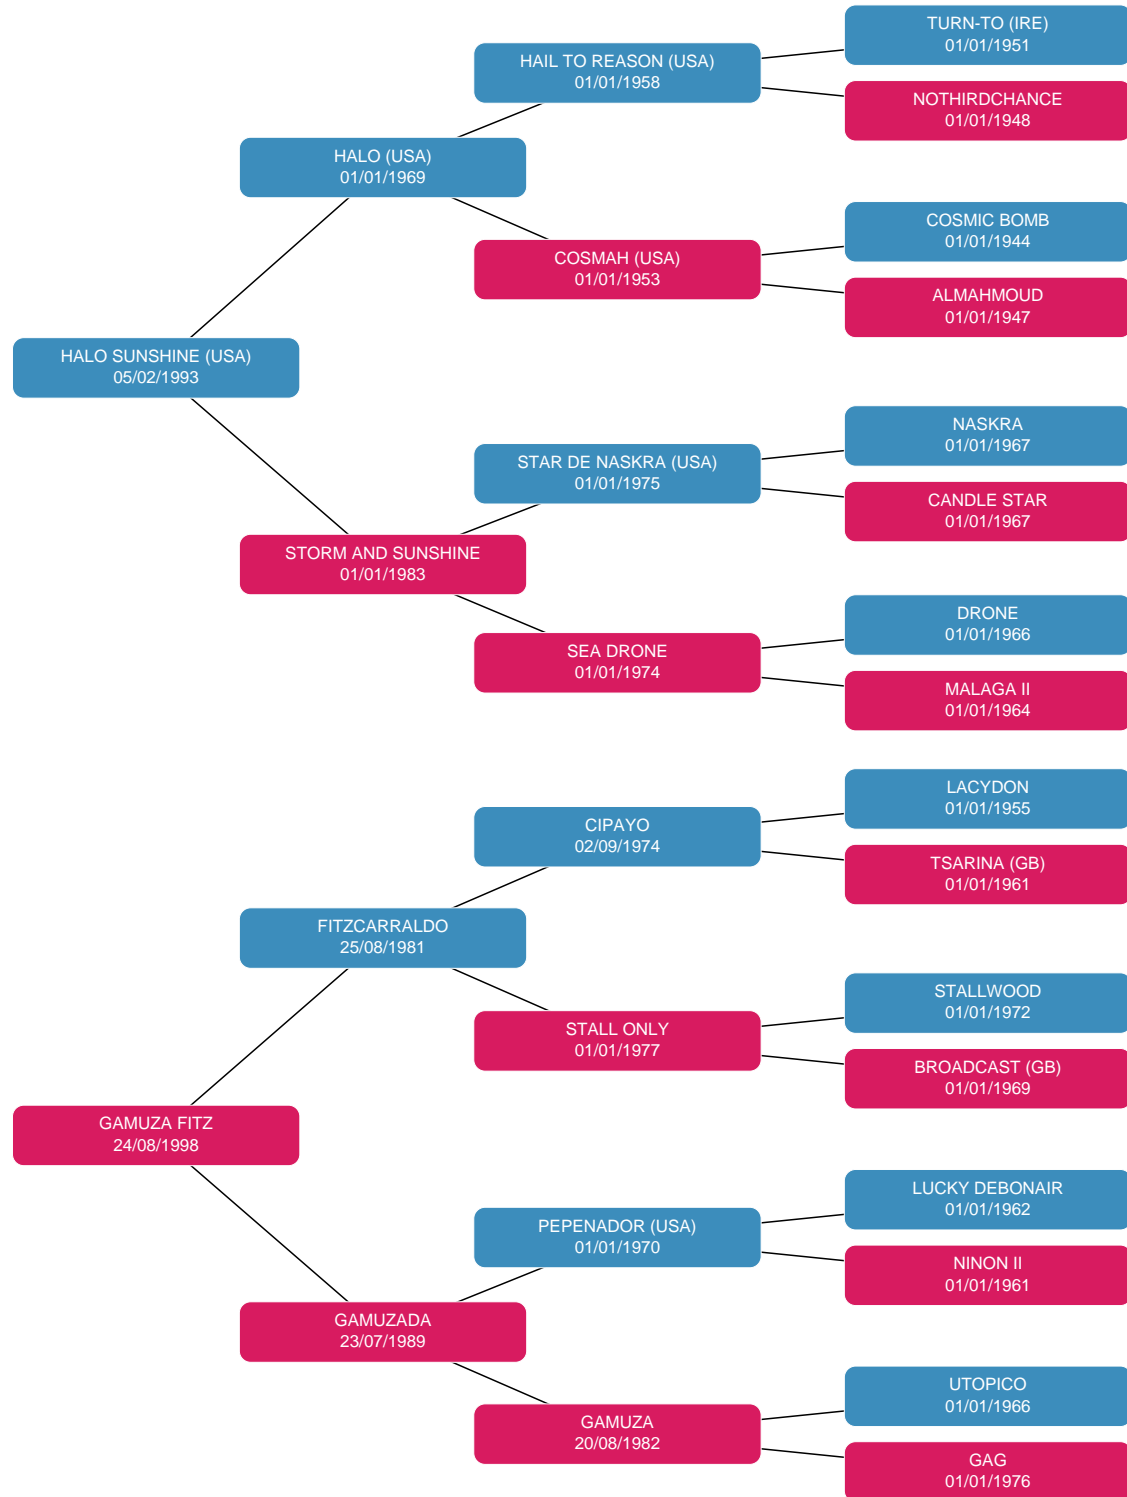 TURN-TO (IRE)
01/01/1951
HAIL TO REASON (USA)
01/01/1958
NOTHIRDCHANCE
01/01/1948
HALO (USA)
01/01/1969
COSMIC BOMB
01/01/1944
COSMAH (USA)
01/01/1953
ALMAHMOUD
01/01/1947
HALO SUNSHINE (USA)
05/02/1993
NASKRA
01/01/1967
STAR DE NASKRA (USA)
01/01/1975
CANDLE STAR
01/01/1967
STORM AND SUNSHINE
01/01/1983
DRONE
01/01/1966
SEA DRONE
01/01/1974
MALAGA II
01/01/1964
LACYDON
01/01/1955
CIPAYO
02/09/1974
TSARINA (GB)
01/01/1961
FITZCARRALDO
25/08/1981
STALLWOOD
01/01/1972
STALL ONLY
01/01/1977
BROADCAST (GB)
01/01/1969
GAMUZA FITZ
24/08/1998
LUCKY DEBONAIR
01/01/1962
PEPENADOR (USA)
01/01/1970
NINON II
01/01/1961
GAMUZADA
23/07/1989
UTOPICO
01/01/1966
GAMUZA
20/08/1982
GAG
01/01/1976